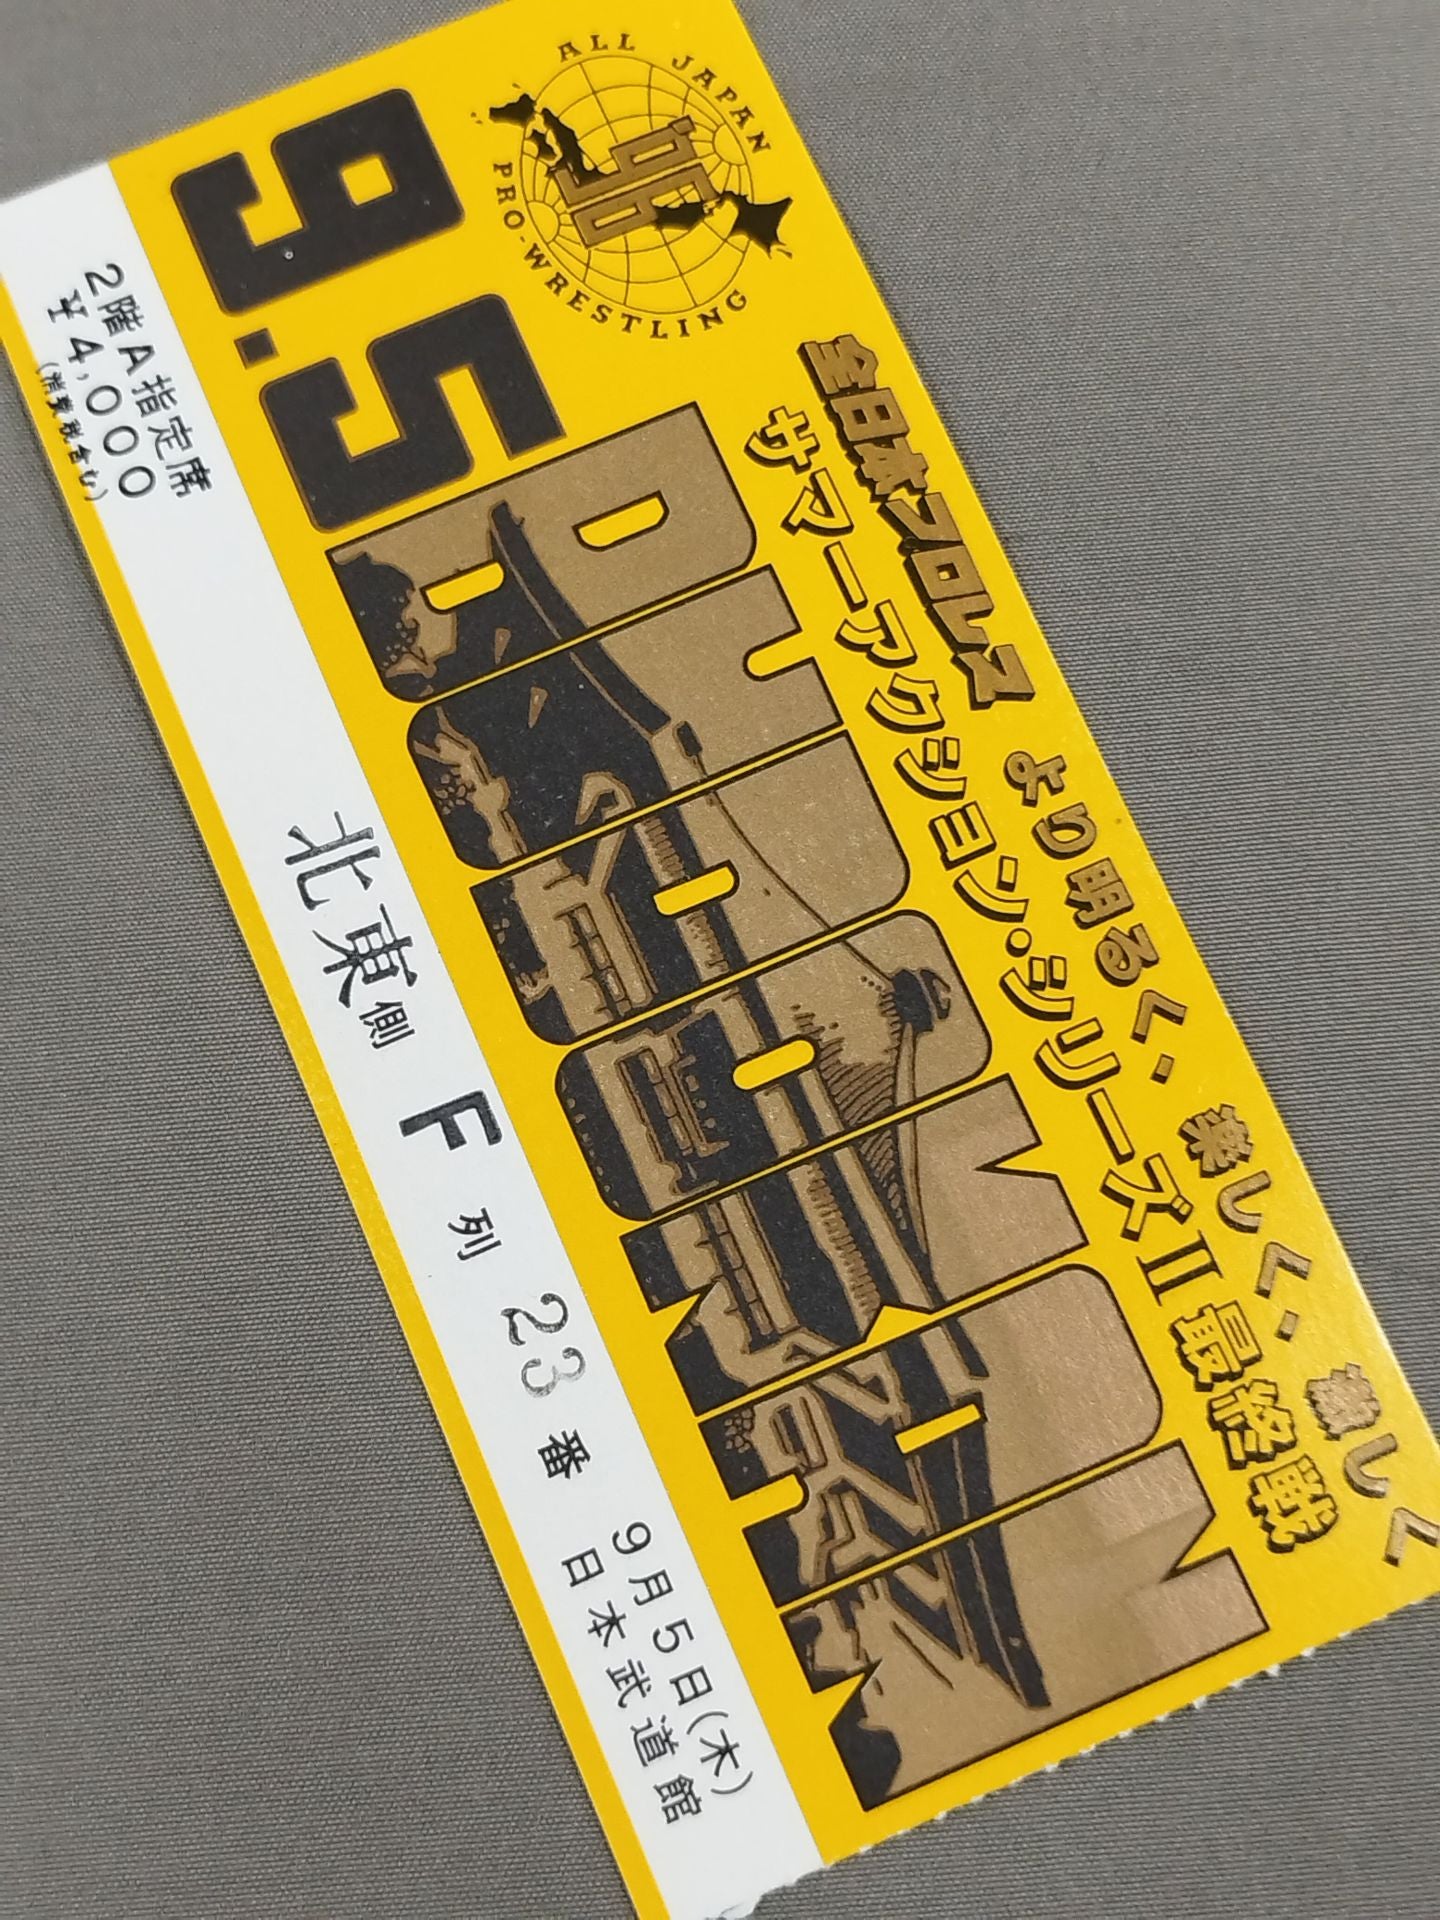 ALL JAPAN
'96
PRO-WRESTLING
9.5
全日本プロレス より明るく、楽しく、激しく
サマーアクション・シリーズⅡ最終戦
BUDOKAN
2階A指定席
¥4,000
(消費税含む)
北東側 F 列 23 番
9月5日(木)
日本武道館